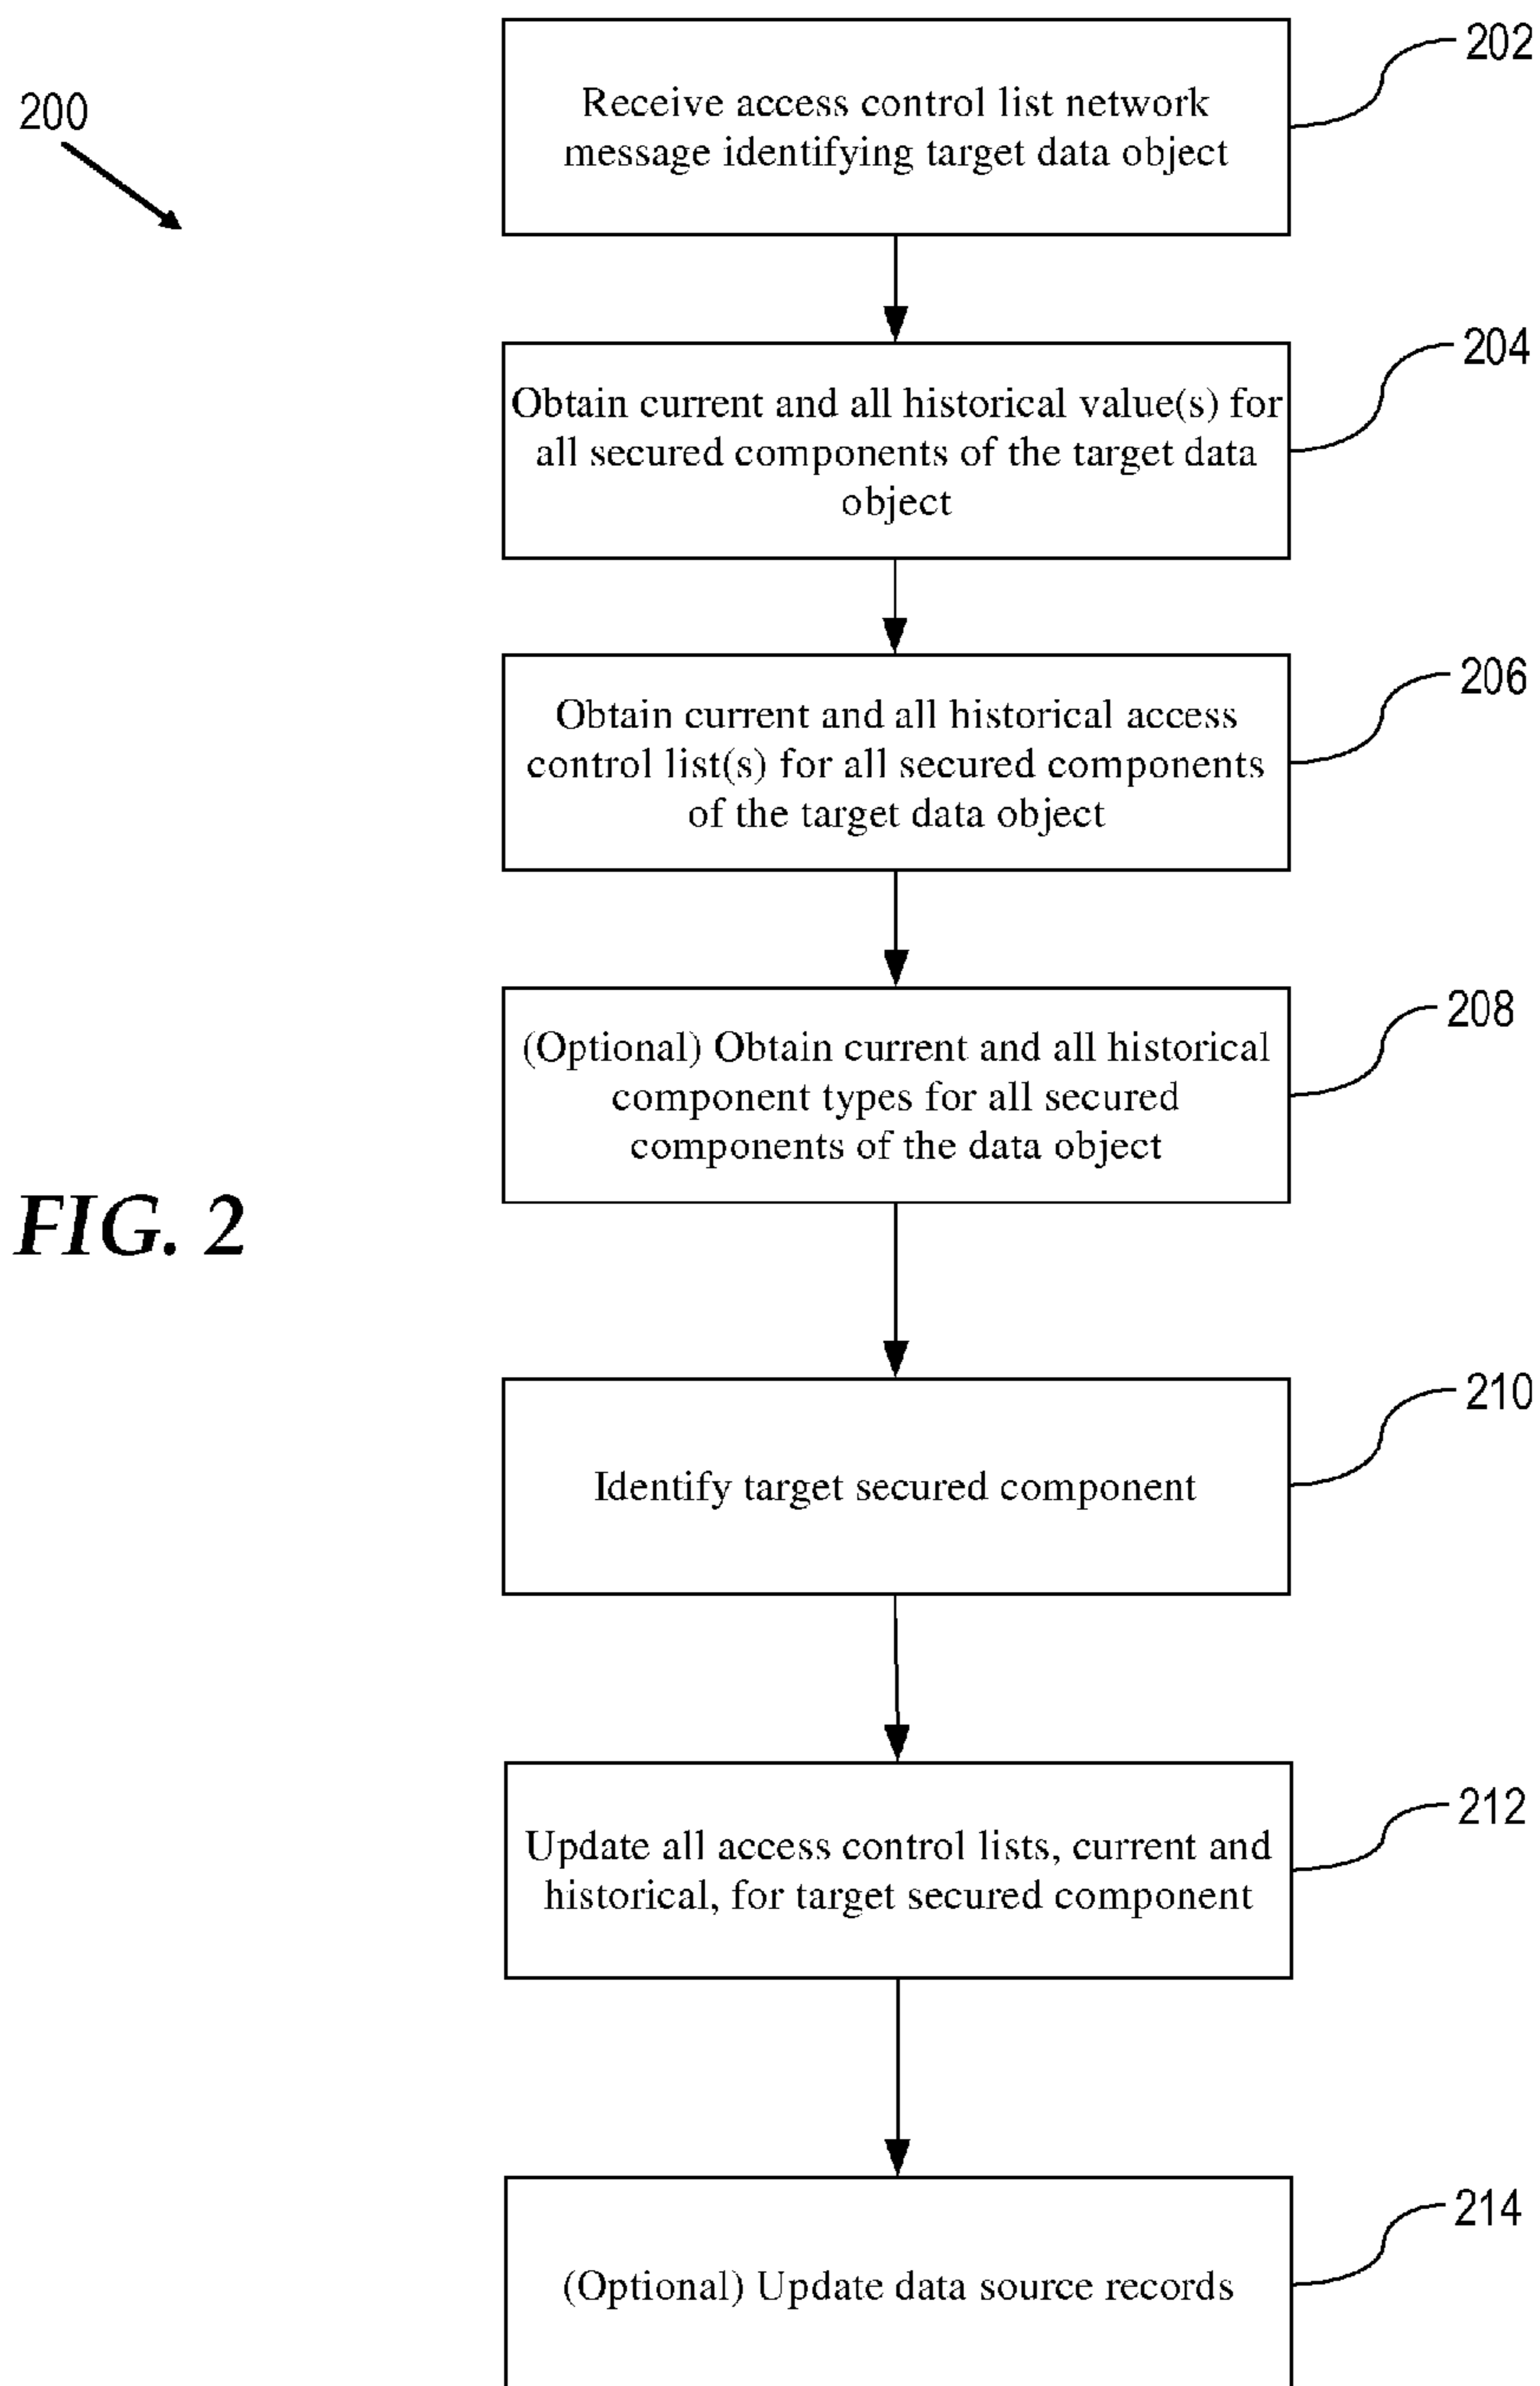 200
Receive access control list network
message identifying target data object
202
Obtain current and all historical value(s) for
all secured components of the target data
object
204
Obtain current and all historical access
control list(s) for all secured components
of the target data object
206
(Optional) Obtain current and all historical
component types for all secured
components of the data object
208
FIG. 2
Identify target secured component
210
Update all access control lists, current and
historical, for target secured component
212
(Optional) Update data source records
214